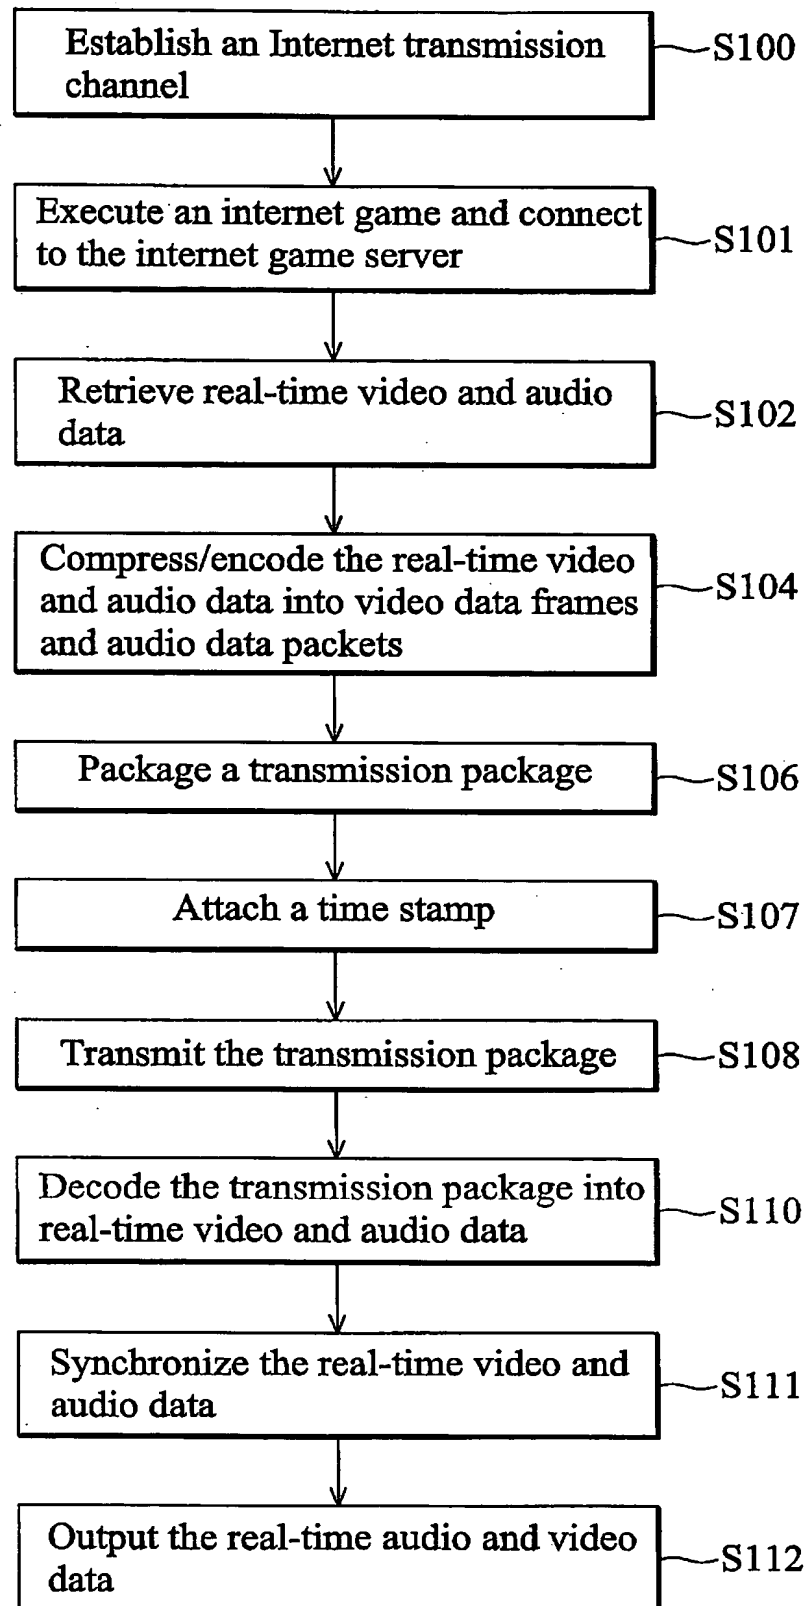 Establish an Internet transmission
channel
S100
Execute an internet game and connect
to the internet game server
S101
Retrieve real-time video and audio
data
S102
Compress/encode the real-time video
and audio data into video data frames
and audio data packets
S104
Package a transmission package
S106
Attach a time stamp
S107
Transmit the transmission package
S108
Decode the transmission package into
real-time video and audio data
S110
Synchronize the real-time video and
audio data
S111
Output the real-time audio and video
data
S112